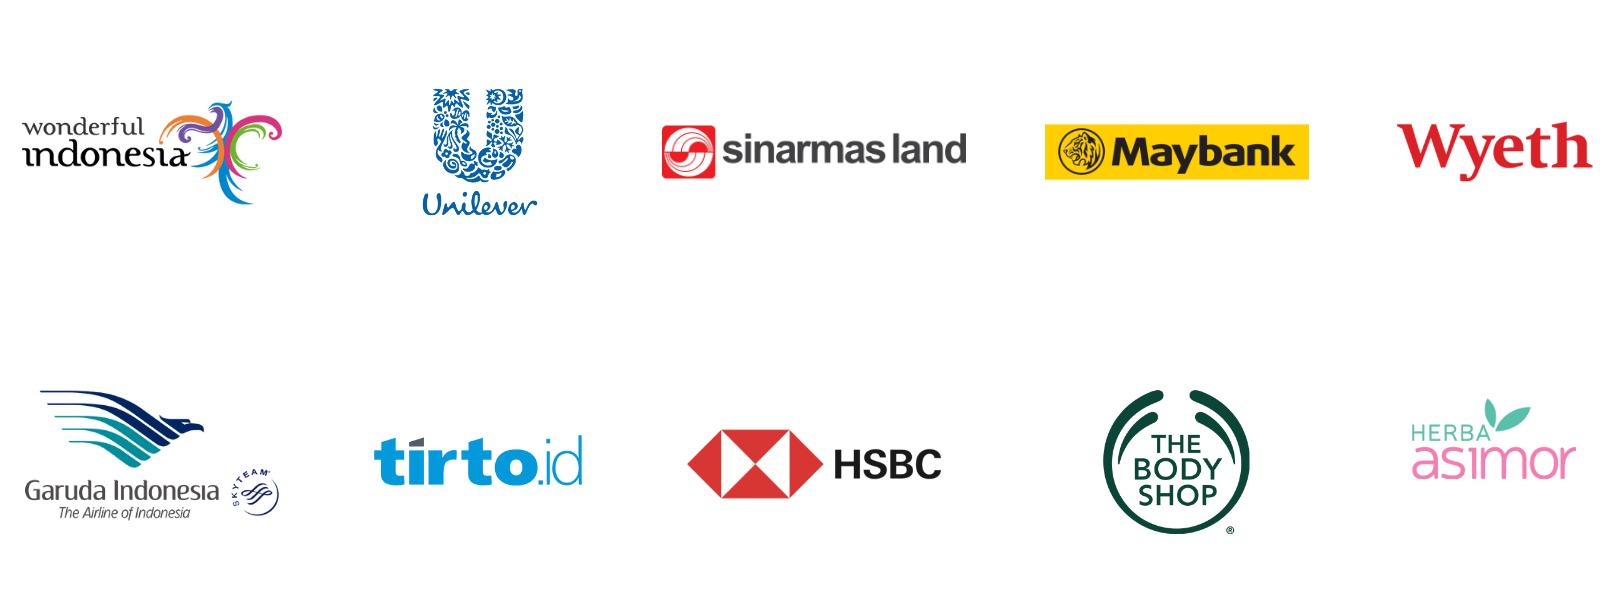 wonderful
indonesia
Unilever
sinarmas land
Maybank
Wyeth
Garuda Indonesia
The Airline of Indonesia
SKYTEAM
tirto.id
HSBC
THE
BODY
SHOP
®
HERBA
asimor